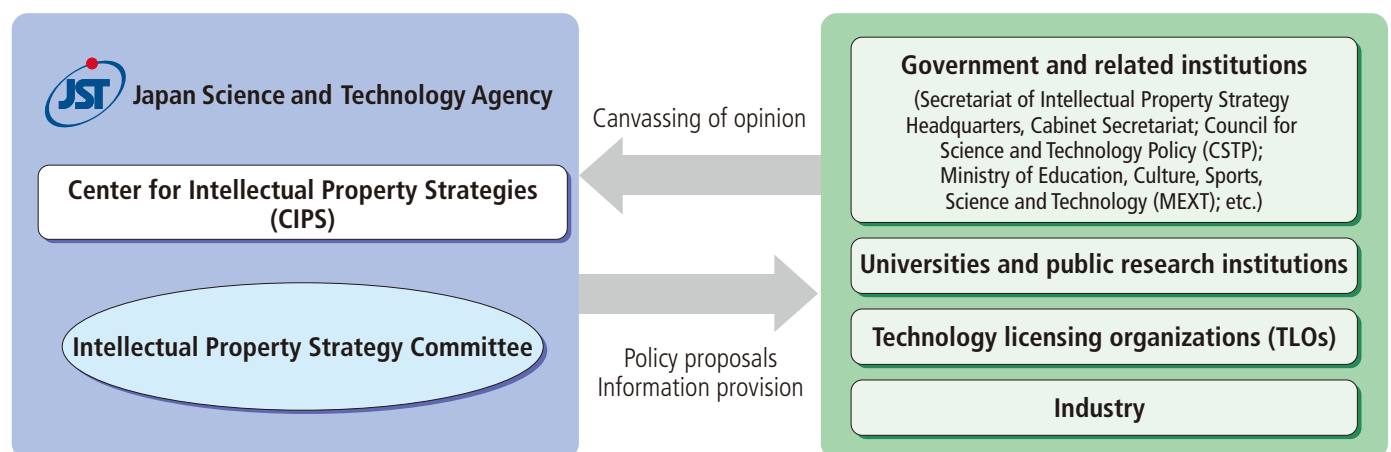 JST
Japan Science and Technology Agency
Center for Intellectual Property Strategies
(CIPS)
Intellectual Property Strategy Committee
Canvassing of opinion
Policy proposals
Information provision
Government and related institutions
(Secretariat of Intellectual Property Strategy
Headquarters, Cabinet Secretariat; Council for
Science and Technology Policy (CSTP);
Ministry of Education, Culture, Sports,
Science and Technology (MEXT); etc.)
Universities and public research institutions
Technology licensing organizations (TLOs)
Industry